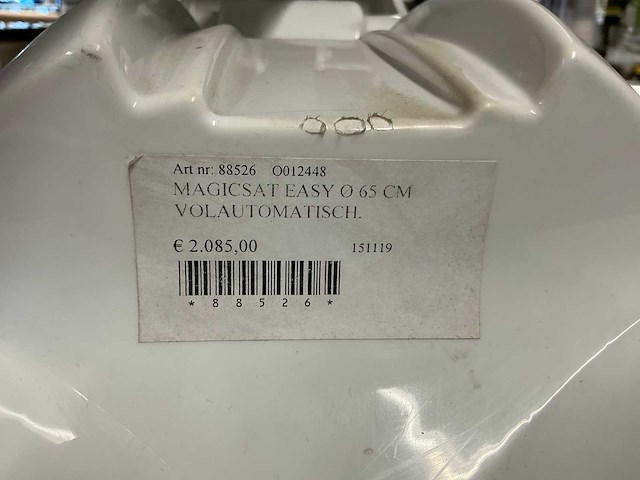 Art nr: 88526 O012448
MAGICSAT EASY Ø 65 CM
VOLAUTOMATISCH.
€ 2.085,00 151119
* 8 8 5 2 6 *